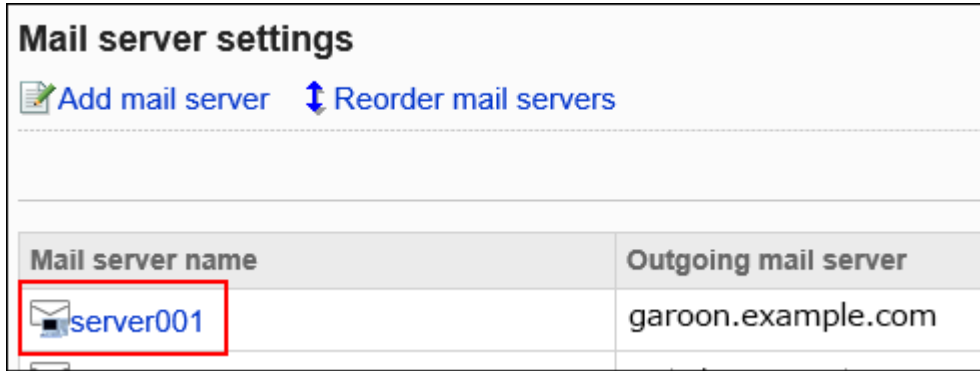 Mail server settings
Add mail server Reorder mail servers
Mail server name Outgoing mail server
server001 garoon.example.com